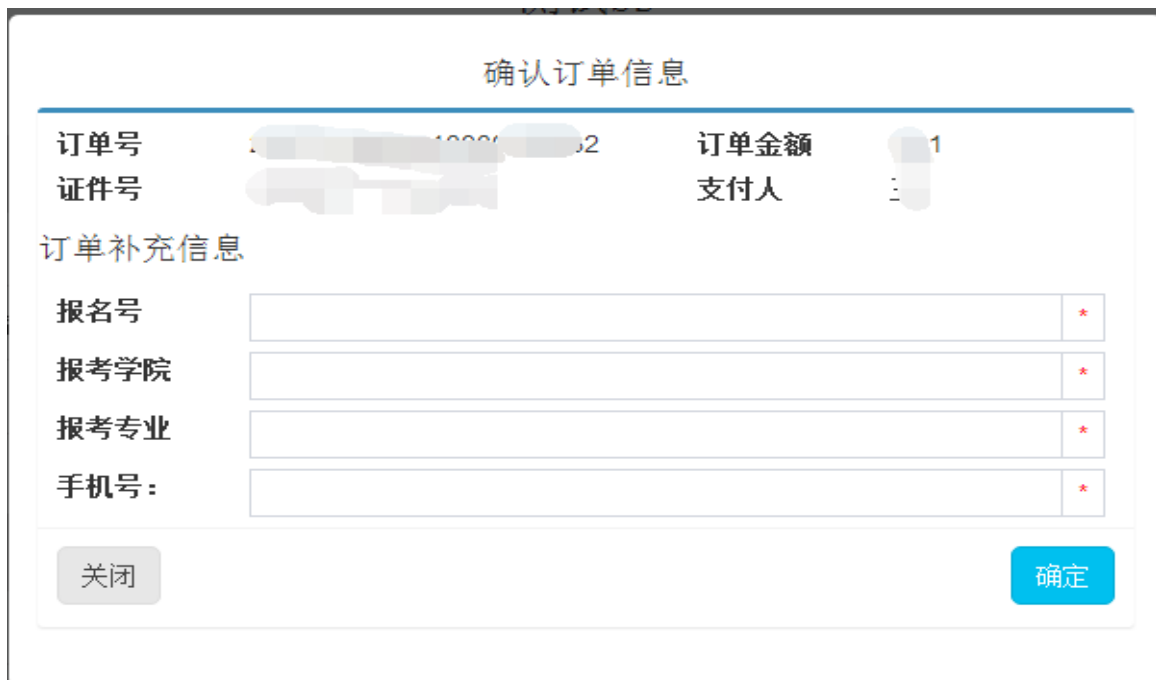 确认订单信息
订单号 订单金额
证件号 支付人
订单补充信息
报名号 *
报考学院 *
报考专业 *
手机号： *
关闭 确定